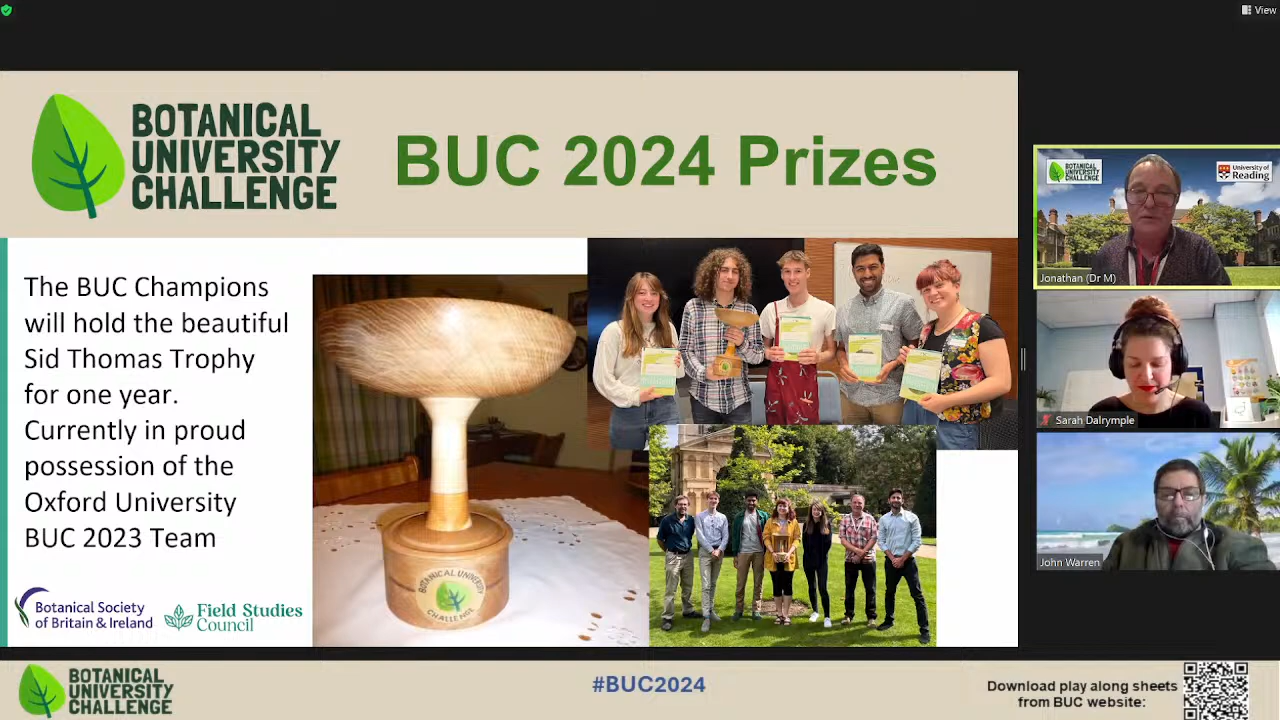 View
BOTANICAL
UNIVERSITY
CHALLENGE
BUC 2024 Prizes
The BUC Champions
will hold the beautiful
Sid Thomas Trophy
for one year.
Currently in proud
possession of the
Oxford University
BUC 2023 Team
Botanical Society
of Britain & Ireland
Field Studies
Council
BOTANICAL UNIVERSITY
CHALLENGE
BOTANICAL
UNIVERSITY
CHALLENGE
University of
Reading
Jonathan (Dr M)
Sarah Dalrymple
John Warren
BOTANICAL
UNIVERSITY
CHALLENGE
#BUC2024
Download play along sheets
from BUC website: